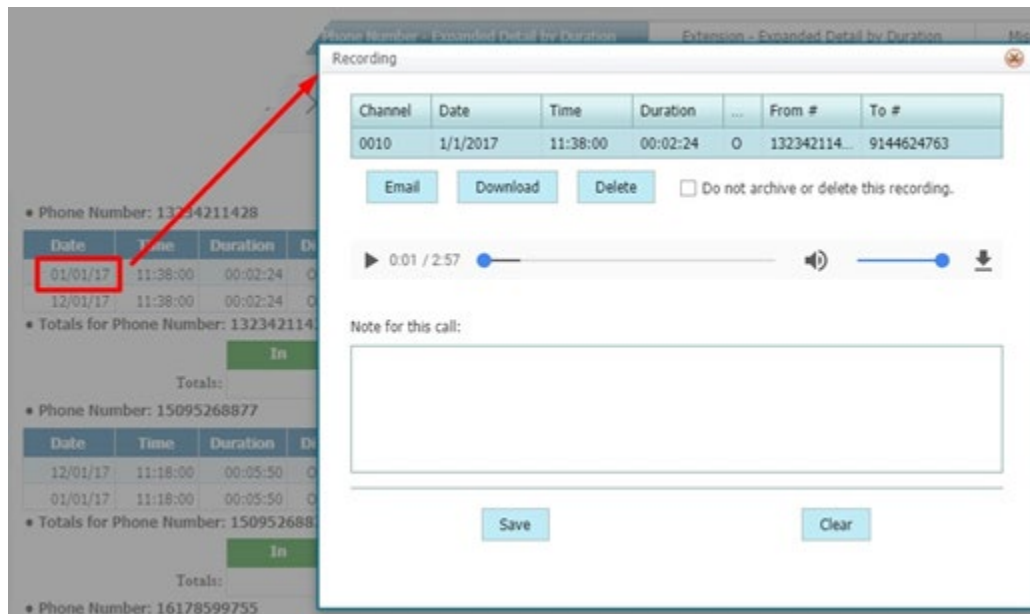 Phone Number - Expanded Detail by Duration Extension - Expanded Detail by Duration
Recording
Channel Date Time Duration ... From # To #
0010 1/1/2017 11:38:00 00:02:24 O 132342114... 9144624763
Email Download Delete Do not archive or delete this recording.
• Phone Number: 13234211428
Date Time Duration
01/01/17 11:38:00 00:02:24 O
0:01 / 2:57
12/01/17 11:38:00 00:02:24 O
• Totals for Phone Number: 132342114
Note for this call:
In
Totals:
• Phone Number: 15095268877
Date Time Duration
12/01/17 11:18:00 00:05:50 O
01/01/17 11:18:00 00:05:50 O
• Totals for Phone Number: 150952688
Save Clear
In
Totals:
• Phone Number: 16178599755